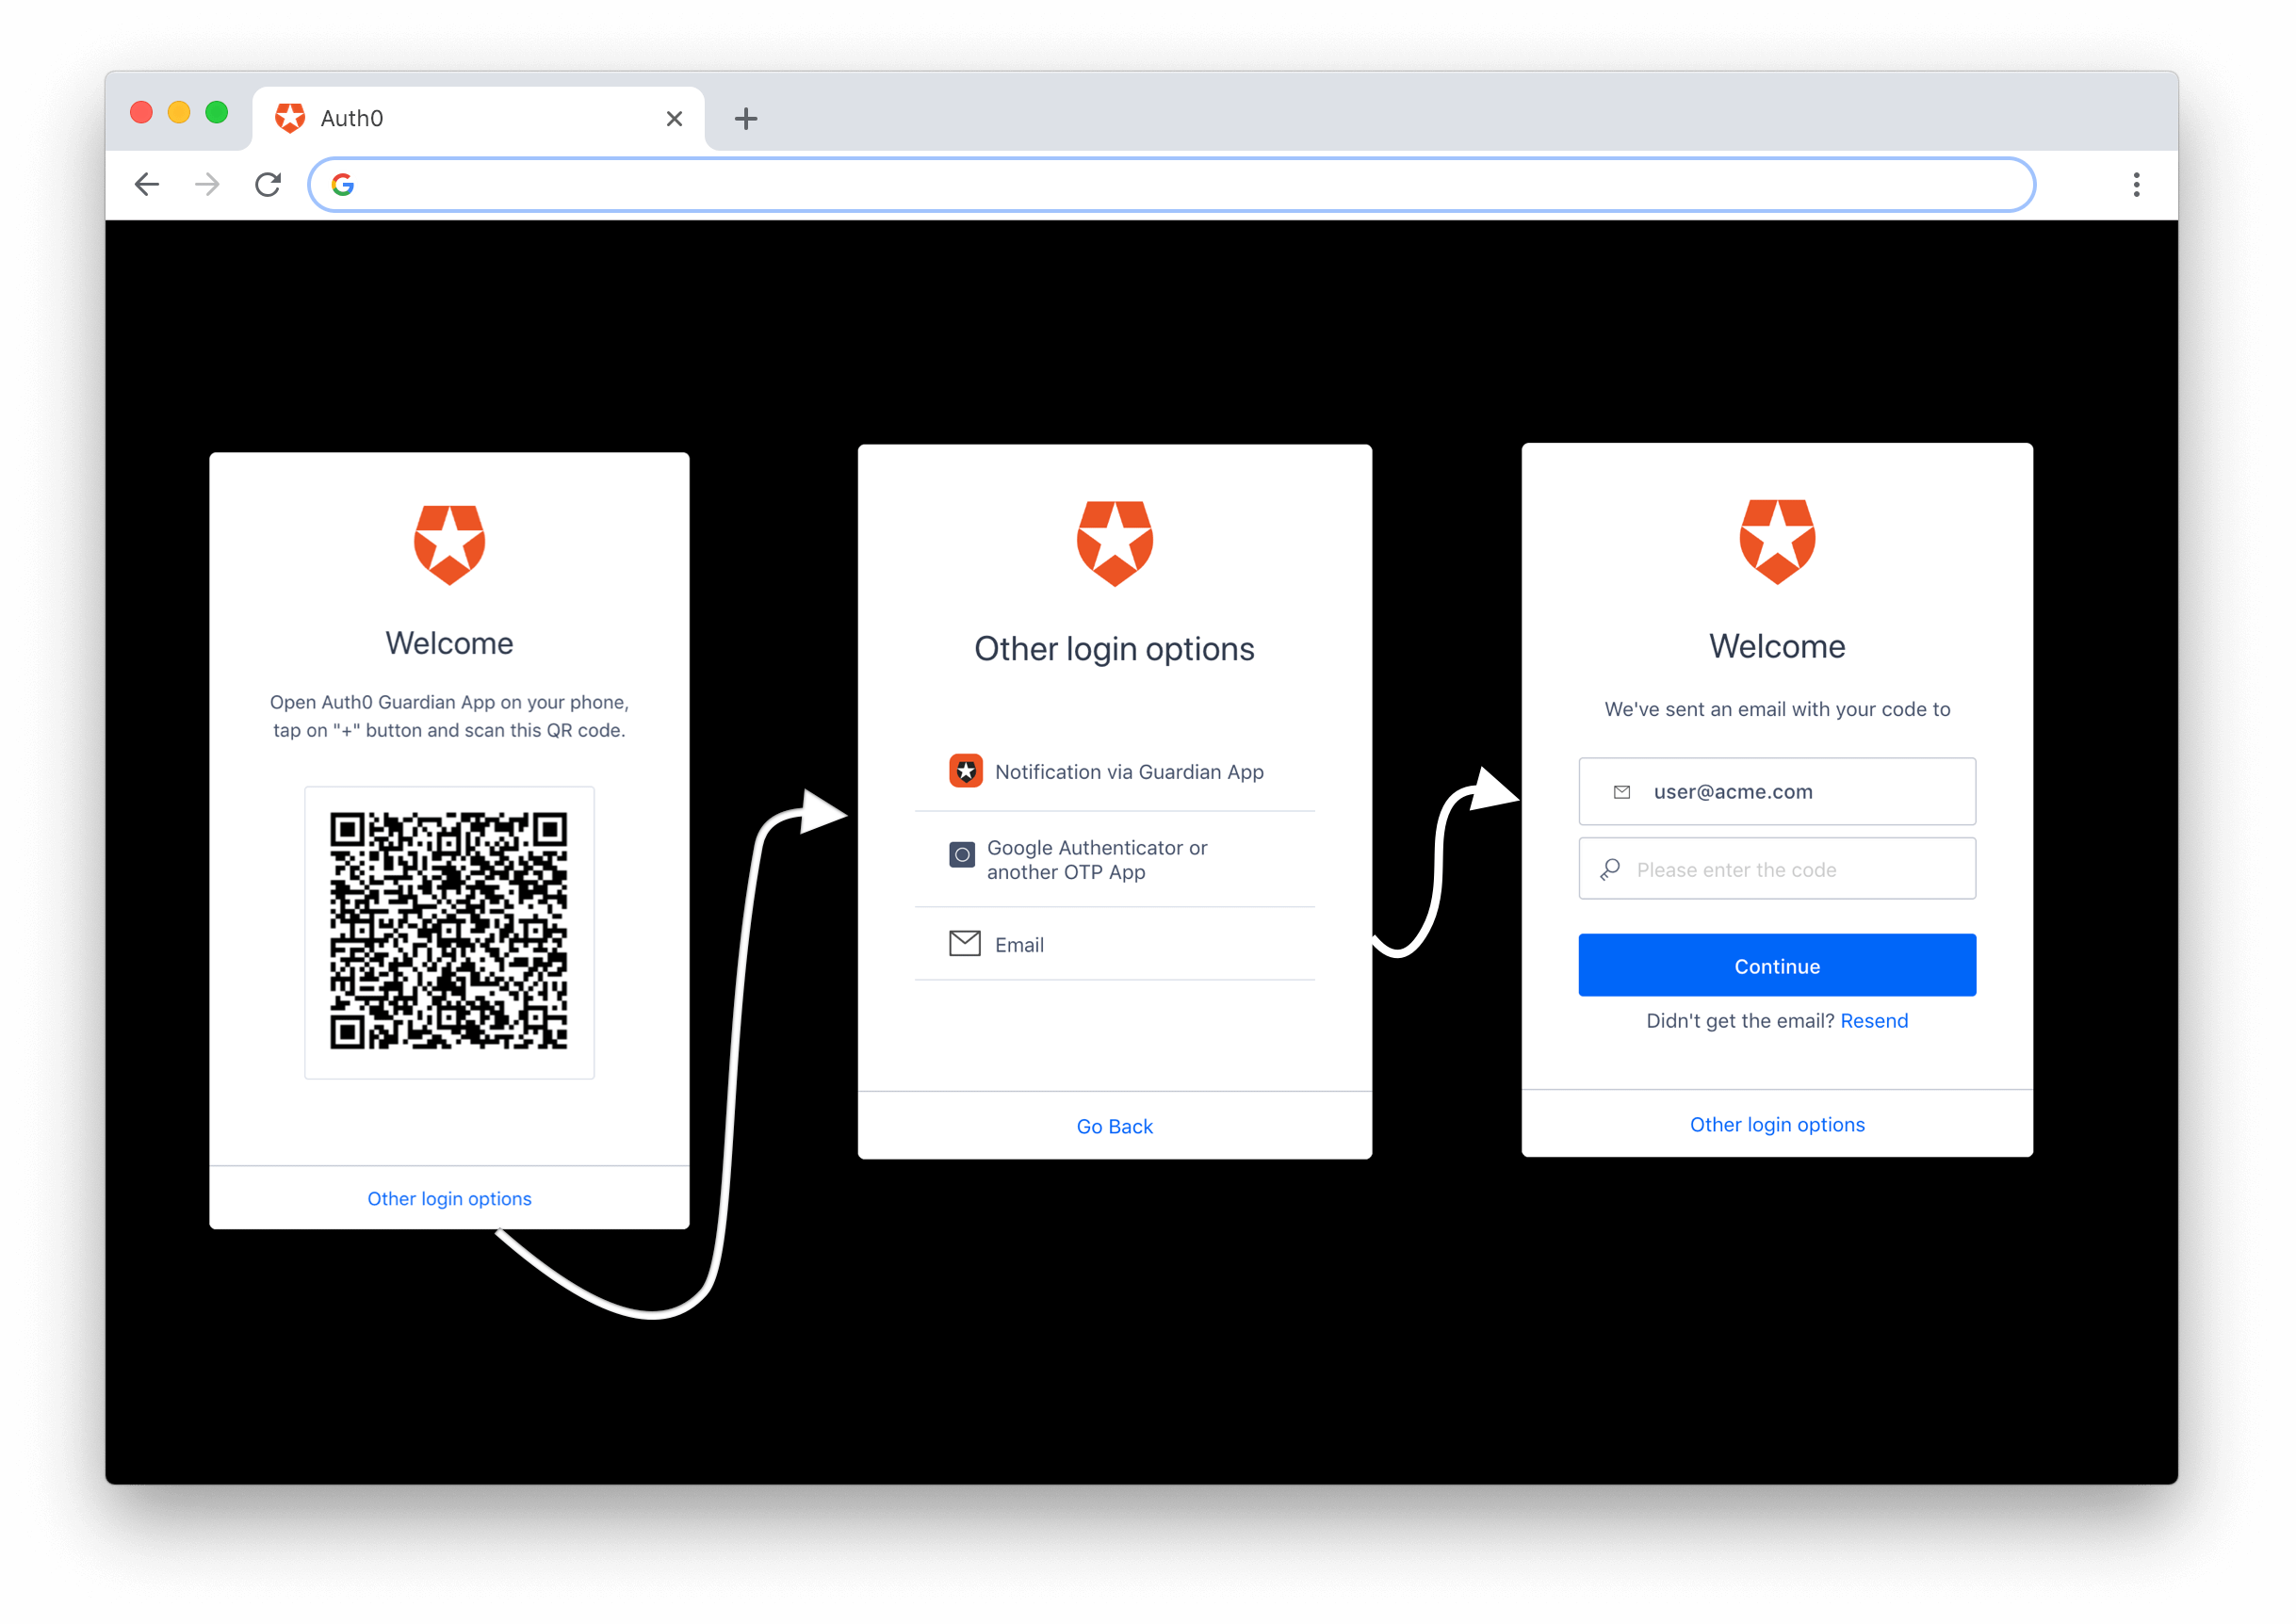 Auth0
Welcome
Open Auth0 Guardian App on your phone,
tap on "+" button and scan this QR code.
Other login options
Other login options
Notification via Guardian App
Google Authenticator or
another OTP App
Email
Go Back
Welcome
We've sent an email with your code to
user@acme.com
Please enter the code
Continue
Didn't get the email? Resend
Other login options